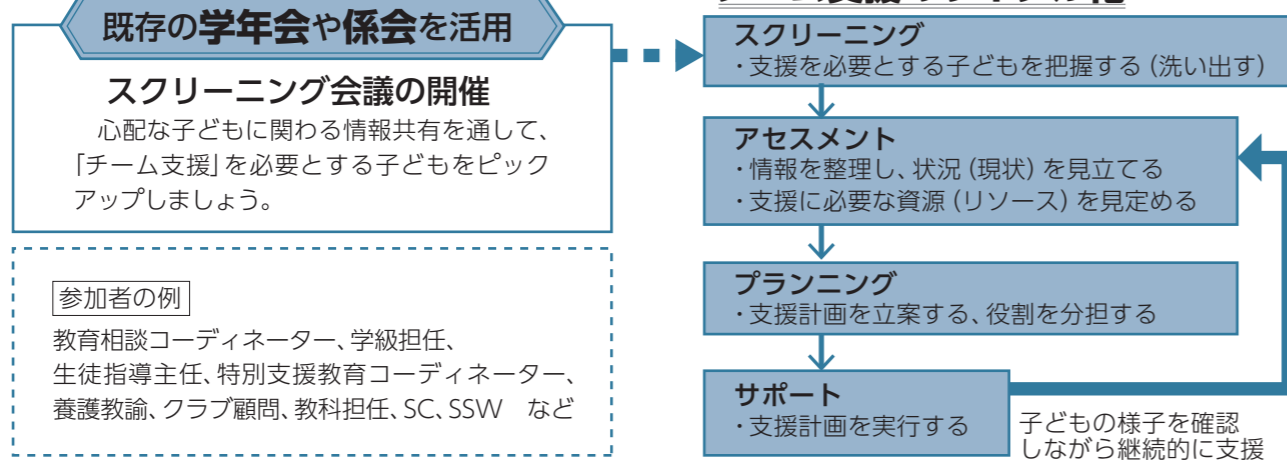 既存の学年会や係会を活用
スクリーニング会議の開催
心配な子どもに関わる情報共有を通して、
「チーム支援」を必要とする子どもをピック
アップしましょう。
参加者の例
教育相談コーディネーター、学級担任、
生徒指導主任、特別支援教育コーディネーター、
養護教諭、クラブ顧問、教科担任、SC、SSW　など
スクリーニング
・支援を必要とする子どもを把握する（洗い出す）
アセスメント
・情報を整理し、状況（現状）を見立てる
・支援に必要な資源（リソース）を見定める
プランニング
・支援計画を立案する、役割を分担する
サポート
・支援計画を実行する
子どもの様子を確認
しながら継続的に支援